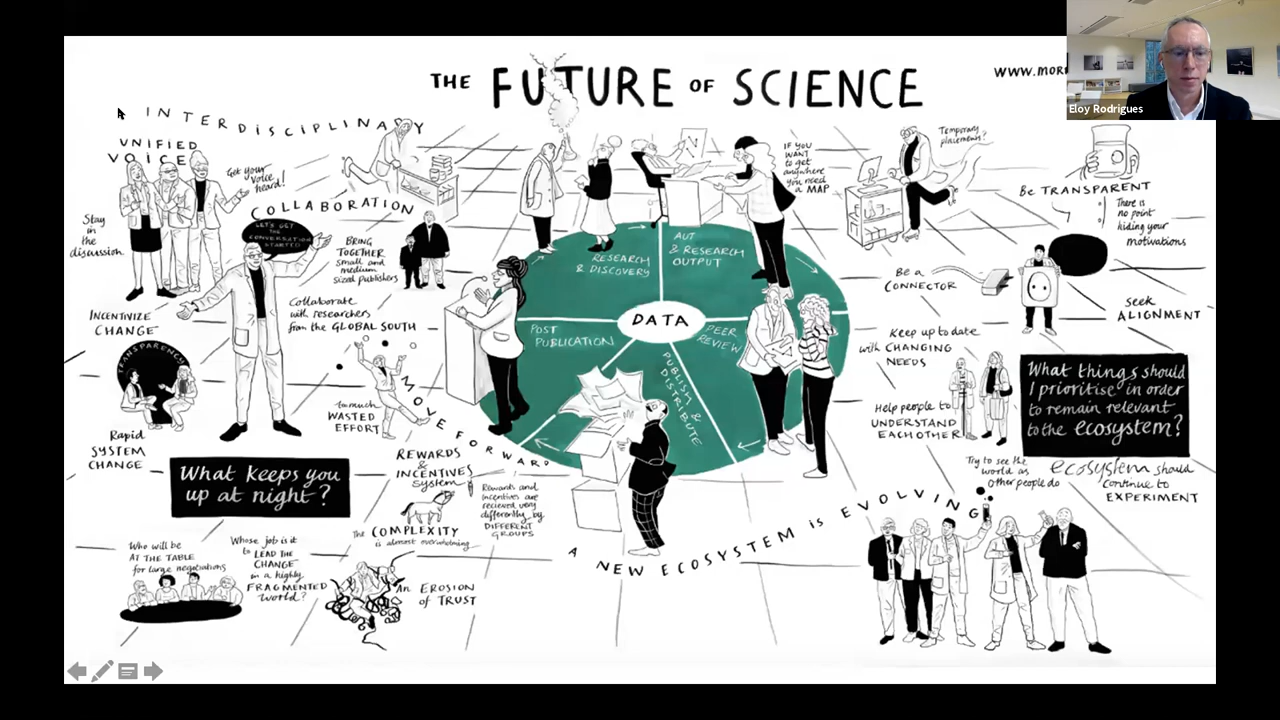 THE FUTURE OF SCIENCE
WWW.MOR
Eloy Rodrigues
INTERDISCIPLINARY
UNIFIED
VOICE
Get your
voice
heard!
Stay
in
the
discussion
COLLABORATION
LET'S GET
THE
CONVERSATION
STARTED
BRING
TOGETHER
small and
medium
sized publishers
INCENTIVIZE
CHANGE
Collaborate
with researchers
from the GLOBAL SOUTH
TRANSPARENCY
Rapid
SYSTEM
CHANGE
WASTED
EFFORT
MOVE FORWARD
What keeps you
up at night?
REWARDS
&
INCENTIVES
system
Rewards and
incentives are
recieved very
differently by
DIFFERENT
GROUPS
The COMPLEXITY
is almost overwhelming
Who will be
AT THE TABLE
for large negotiations
Whose job is it
to LEAD THE
CHANGE
in a highly
FRAGMENTED
world?
An EROSION
of TRUST
RESEARCH
& DISCOVERY
AUT
& RESEARCH
OUTPUT
DATA
POST
PUBLICATION
PEER
REVIEW
PUBLISH &
DISTRIBUTE
A NEW ECOSYSTEM is EVOLVING
IF YOU
WANT
to get
anywhere
you need
a MAP
Temporary
placements?
Be TRANSPARENT
There is
no point
hiding your
motivations
Be a
CONNECTOR
SEEK
ALIGNMENT
Keep up to date
with CHANGING
NEEDS
What things should
I prioritise in order
to remain relevant
to the ecosystem?
Help people to
UNDERSTAND
EACH OTHER
Try to see the
world as
other people do
ecosystem should
continue to
EXPERIMENT